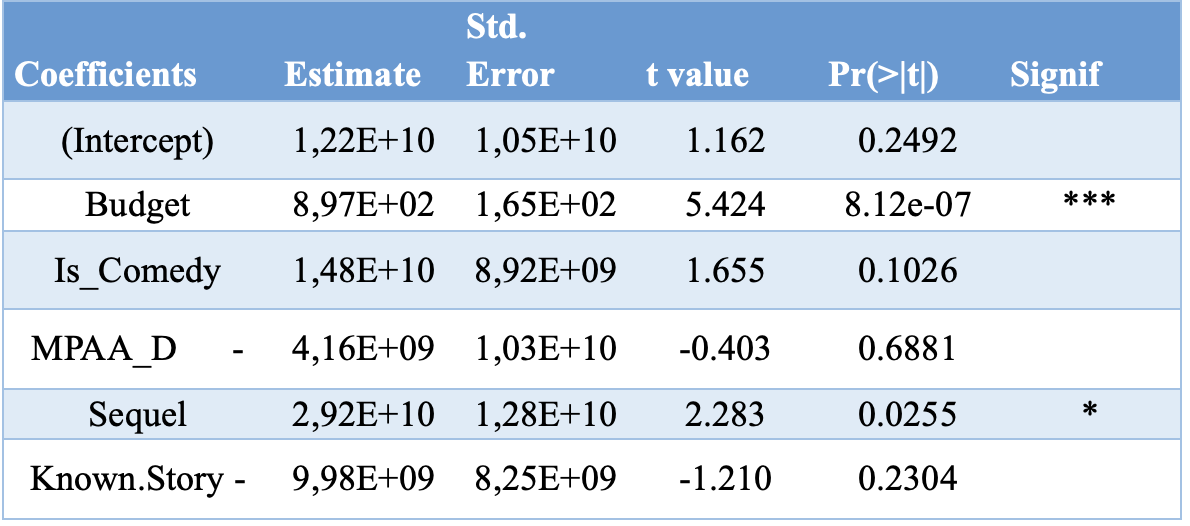 Coefficients Estimate Std. Error t value Pr(>|t|) Signif
(Intercept) 1,22E+10 1,05E+10 1.162 0.2492
Budget 8,97E+02 1,65E+02 5.424 8.12e-07 ***
Is_Comedy 1,48E+10 8,92E+09 1.655 0.1026
MPAA_D - 4,16E+09 1,03E+10 -0.403 0.6881
Sequel 2,92E+10 1,28E+10 2.283 0.0255 *
Known.Story - 9,98E+09 8,25E+09 -1.210 0.2304